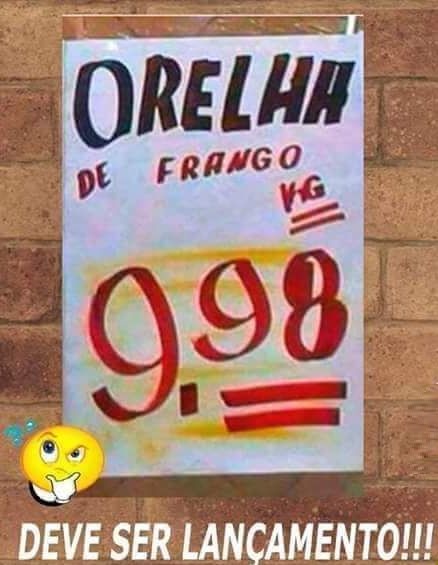 ORELHA
DE FRANGO
KG
9,98
DEVE SER LANÇAMENTO!!!